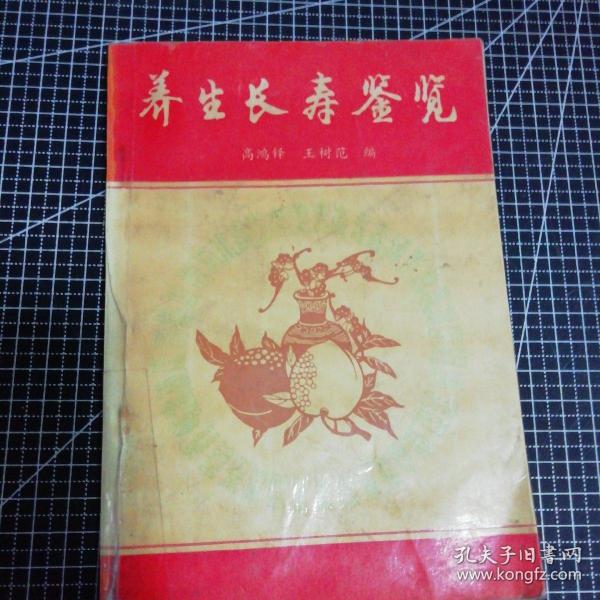 养生长寿鉴览
高鸿铎 王树范 编
孔夫子旧书网
www.kongfz.com